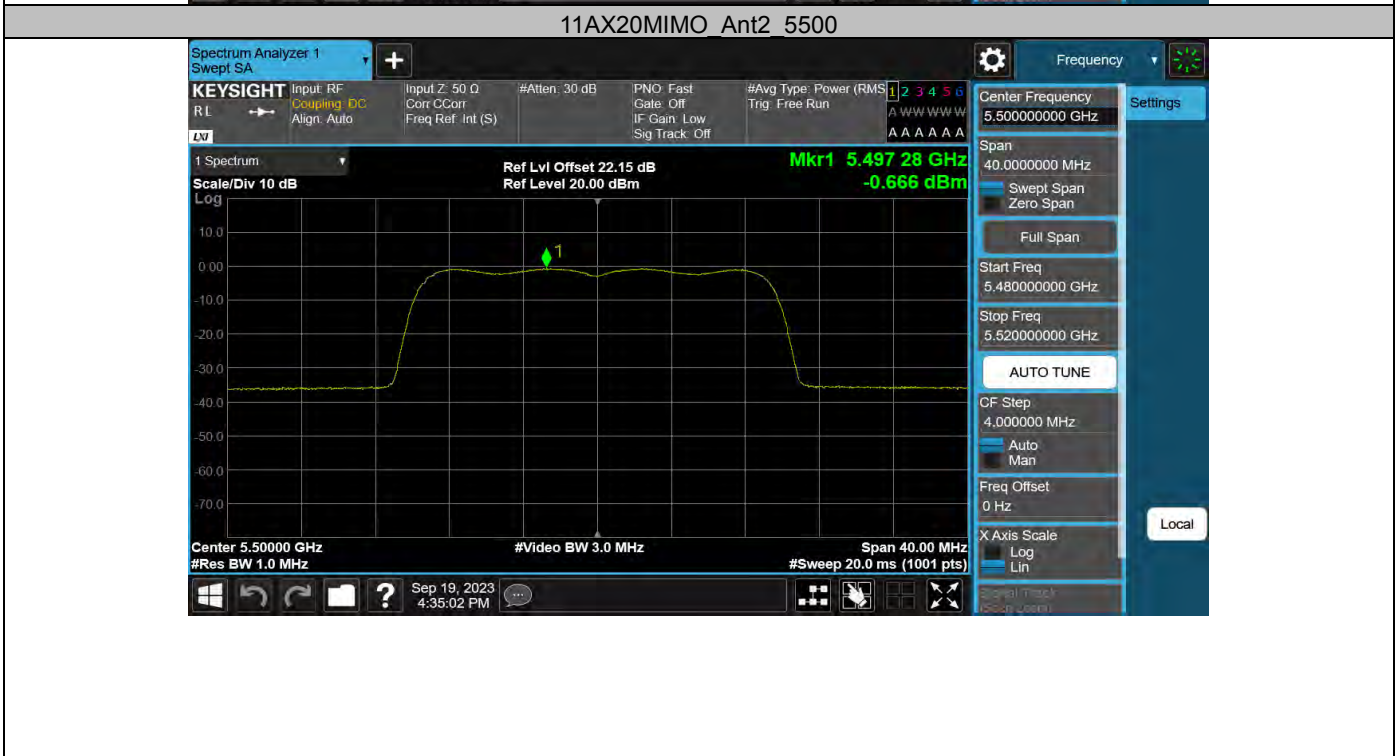 11AX20MIMO_Ant2_5500
Spectrum Analyzer 1
Swept SA
+
Frequency
KEYSIGHT
RL
LXI
Input: RF
Coupling: DC
Align: Auto
Input Z: 50 Ω
Corr CCorr
Freq Ref: Int (S)
#Atten: 30 dB
PNO: Fast
Gate: Off
IF Gain: Low
Sig Track: Off
#Avg Type: Power (RMS
Trig: Free Run
1 2 3 4 5 6
A W W W W W
A A A A A A
Center Frequency
5.500000000 GHz
Settings
Span
40.0000000 MHz
Swept Span
Zero Span
Full Span
Start Freq
5.480000000 GHz
Stop Freq
5.520000000 GHz
AUTO TUNE
CF Step
4.000000 MHz
Auto
Man
Freq Offset
0 Hz
X Axis Scale
Log
Lin
Signal Track
(Span Zoom)
Local
1 Spectrum
Scale/Div 10 dB
Ref Lvl Offset 22.15 dB
Ref Level 20.00 dBm
Mkr1 5.497 28 GHz
-0.666 dBm
Log
10.0
0.00
-10.0
-20.0
-30.0
-40.0
-50.0
-60.0
-70.0
1
Center 5.50000 GHz
#Res BW 1.0 MHz
#Video BW 3.0 MHz
Span 40.00 MHz
#Sweep 20.0 ms (1001 pts)
?
Sep 19, 2023
4:35:02 PM